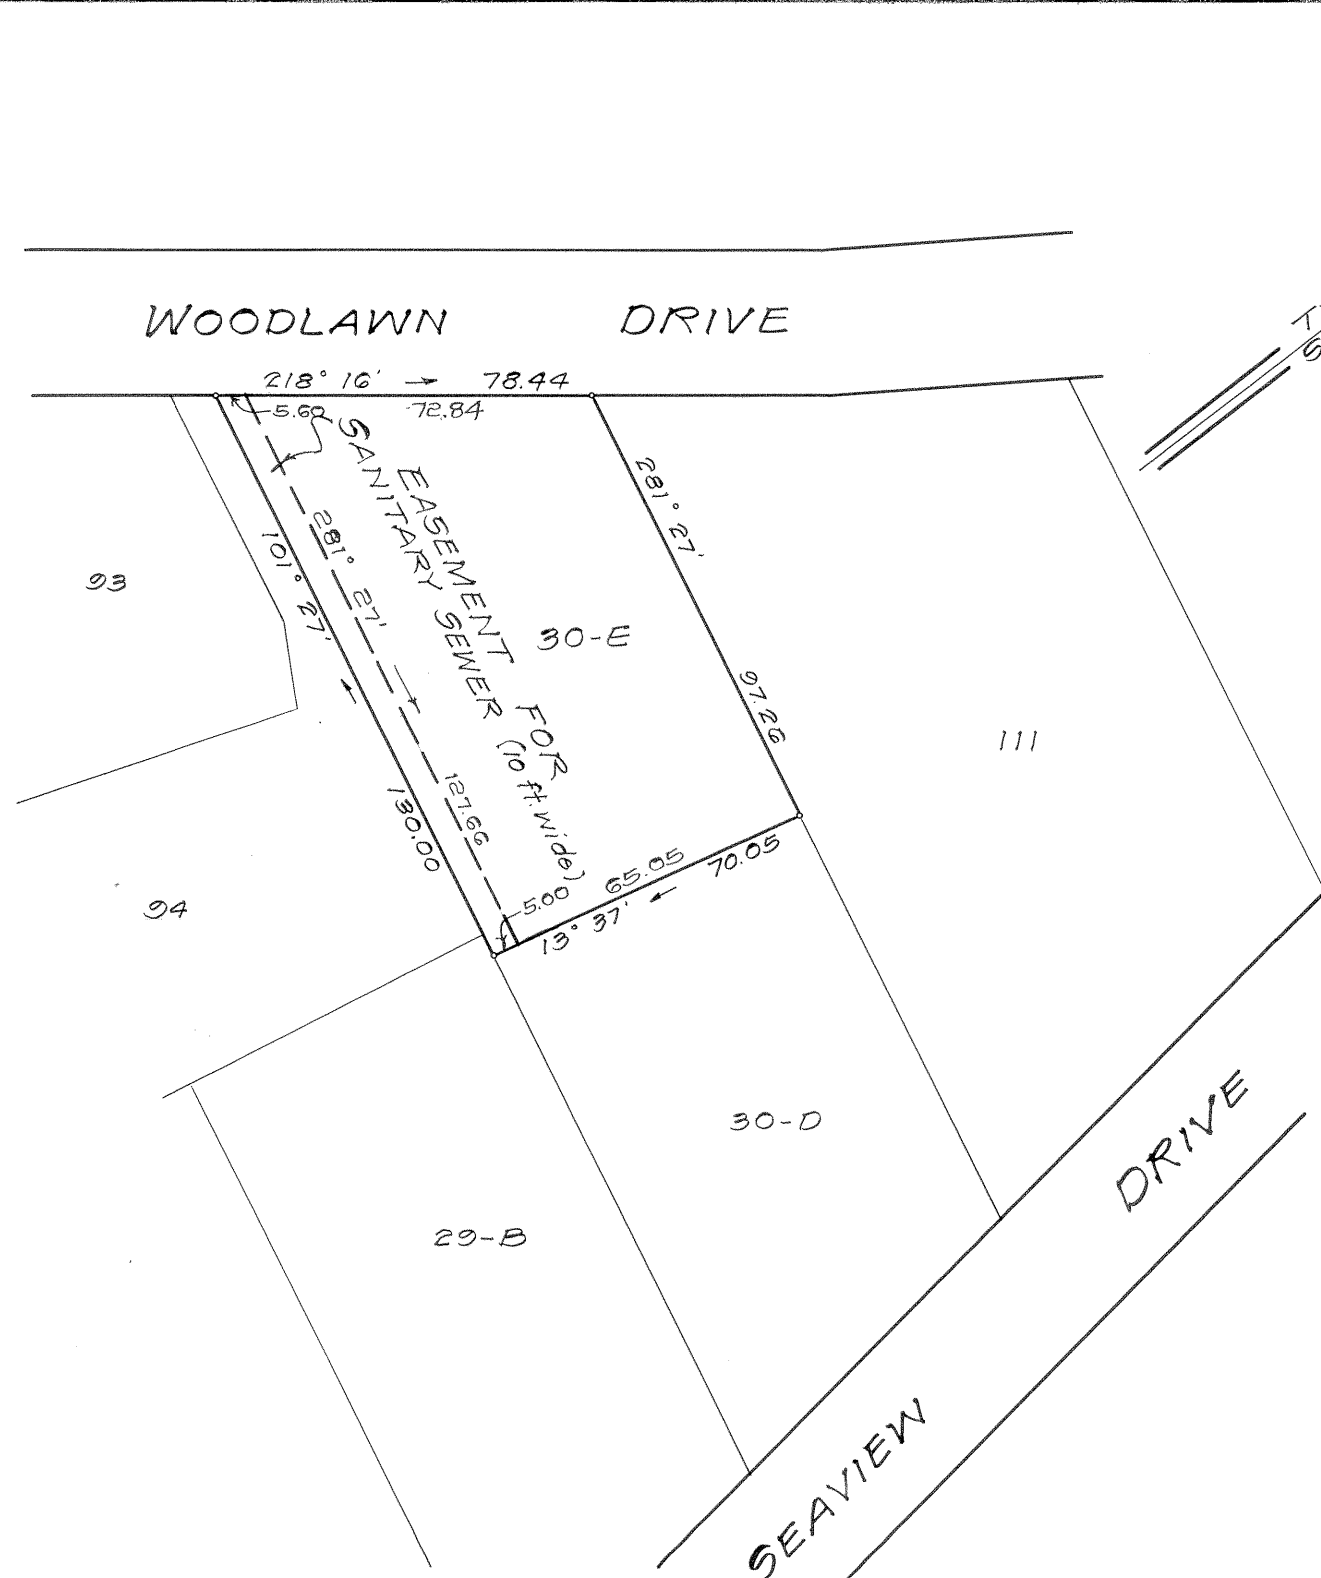 WOODLAWN DRIVE
218° 16' → 78.44
5.60 72.84
EASEMENT FOR
SANITARY SEWER (10 ft. wide)
281° 27'
97.26
281° 27'
127.66
101° 27'
130.00
93
30-E
111
65.05
70.05
5.00
13° 37'
94
30-D
29-B
SEAVIEW DRIVE
T
S